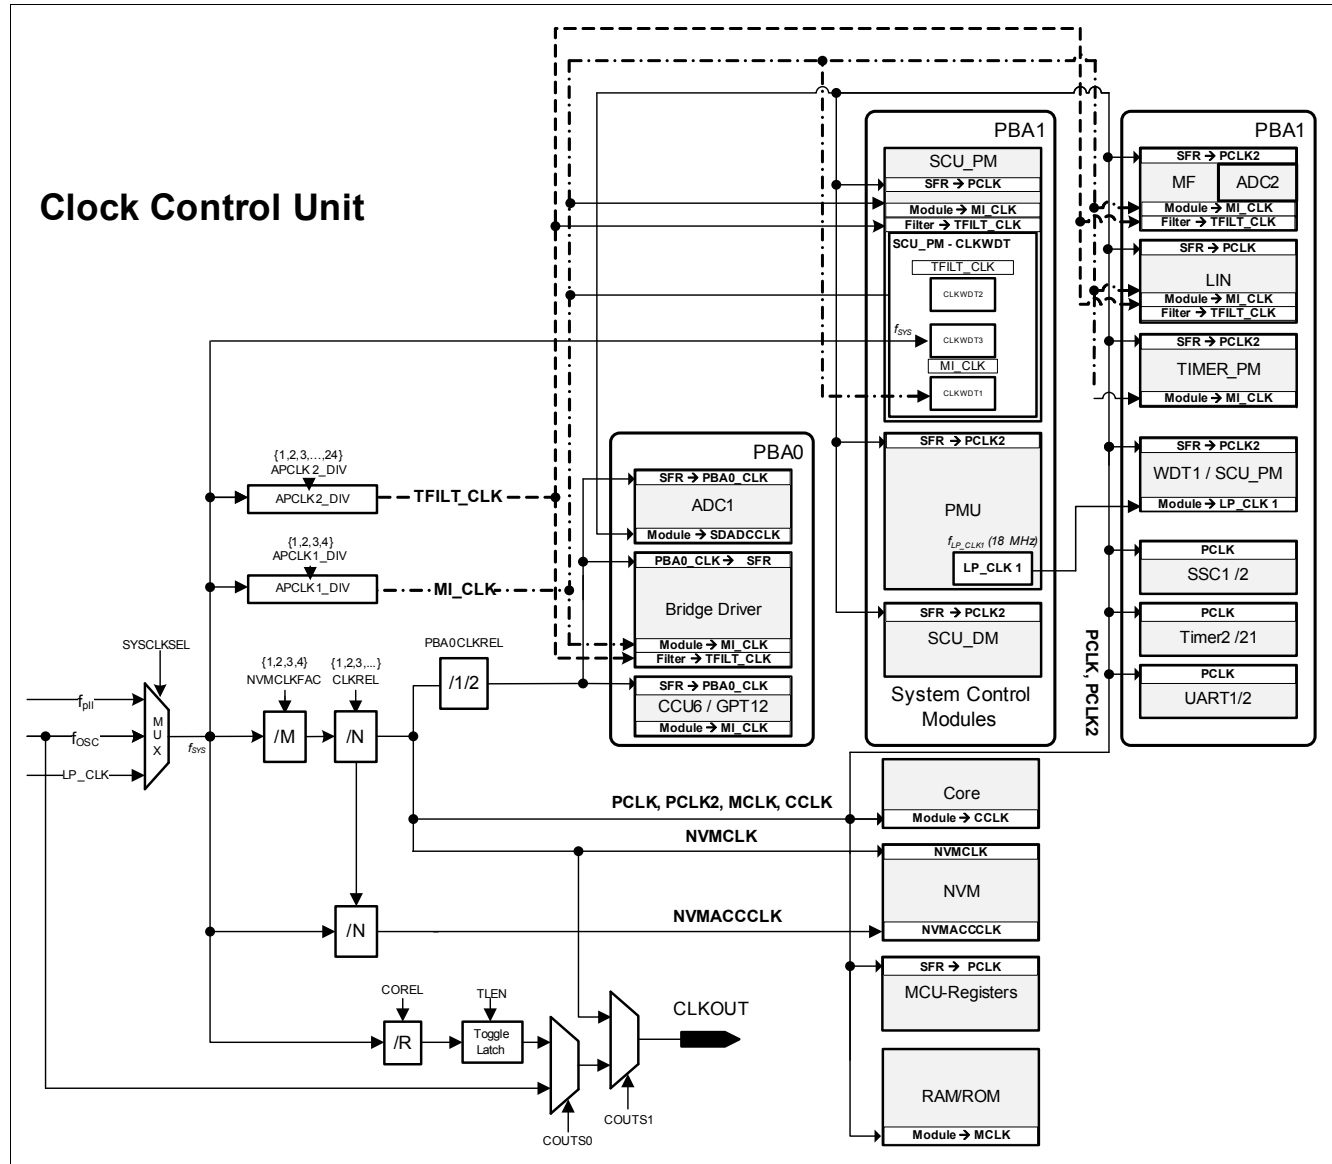 Clock Control Unit
PBA1
SCU_PM
SFR → PCLK
Module → MI_CLK
Filter → TFILT_CLK
SCU_PM - CLKWDT
TFILT_CLK
CLKWDT2
fSYS
CLKWDT3
MI_CLK
CLKWDT1
SFR → PCLK2
PMU
fLP_CLK1 (18 MHz)
LP_CLK 1
SFR → PCLK2
SCU_DM
System Control
Modules
PBA1
SFR → PCLK2
MF
ADC2
Module → MI_CLK
Filter → TFILT_CLK
SFR → PCLK
LIN
Module → MI_CLK
Filter → TFILT_CLK
SFR → PCLK2
TIMER_PM
Module → MI_CLK
SFR → PCLK2
WDT1 / SCU_PM
Module → LP_CLK 1
PCLK
SSC1 /2
PCLK
Timer2 /21
PCLK
UART1/2
PCLK, PCLK2
PBA0
SFR → PBA0_CLK
ADC1
Module → SDADCCLK
PBA0_CLK → SFR
Bridge Driver
Module → MI_CLK
Filter → TFILT_CLK
SFR → PBA0_CLK
CCU6 / GPT12
Module → MI_CLK
{1,2,3,...,24}
APCLK2_DIV
APCLK2_DIV
TFILT_CLK
{1,2,3,4}
APCLK1_DIV
APCLK1_DIV
MI_CLK
SYSCLKSEL
fpll
fOSC
LP_CLK
MUX
fSYS
{1,2,3,4}
NVMCLKFAC
/M
{1,2,3,...}
CLKREL
/N
PBA0CLKREL
/1/2
PCLK, PCLK2, MCLK, CCLK
NVMCLK
/N
NVMACCCLK
Core
Module → CCLK
NVMCLK
NVM
NVMACCCLK
SFR → PCLK
MCU-Registers
RAM/ROM
Module → MCLK
COREL
/R
TLEN
Toggle
Latch
COUTS0
COUTS1
CLKOUT